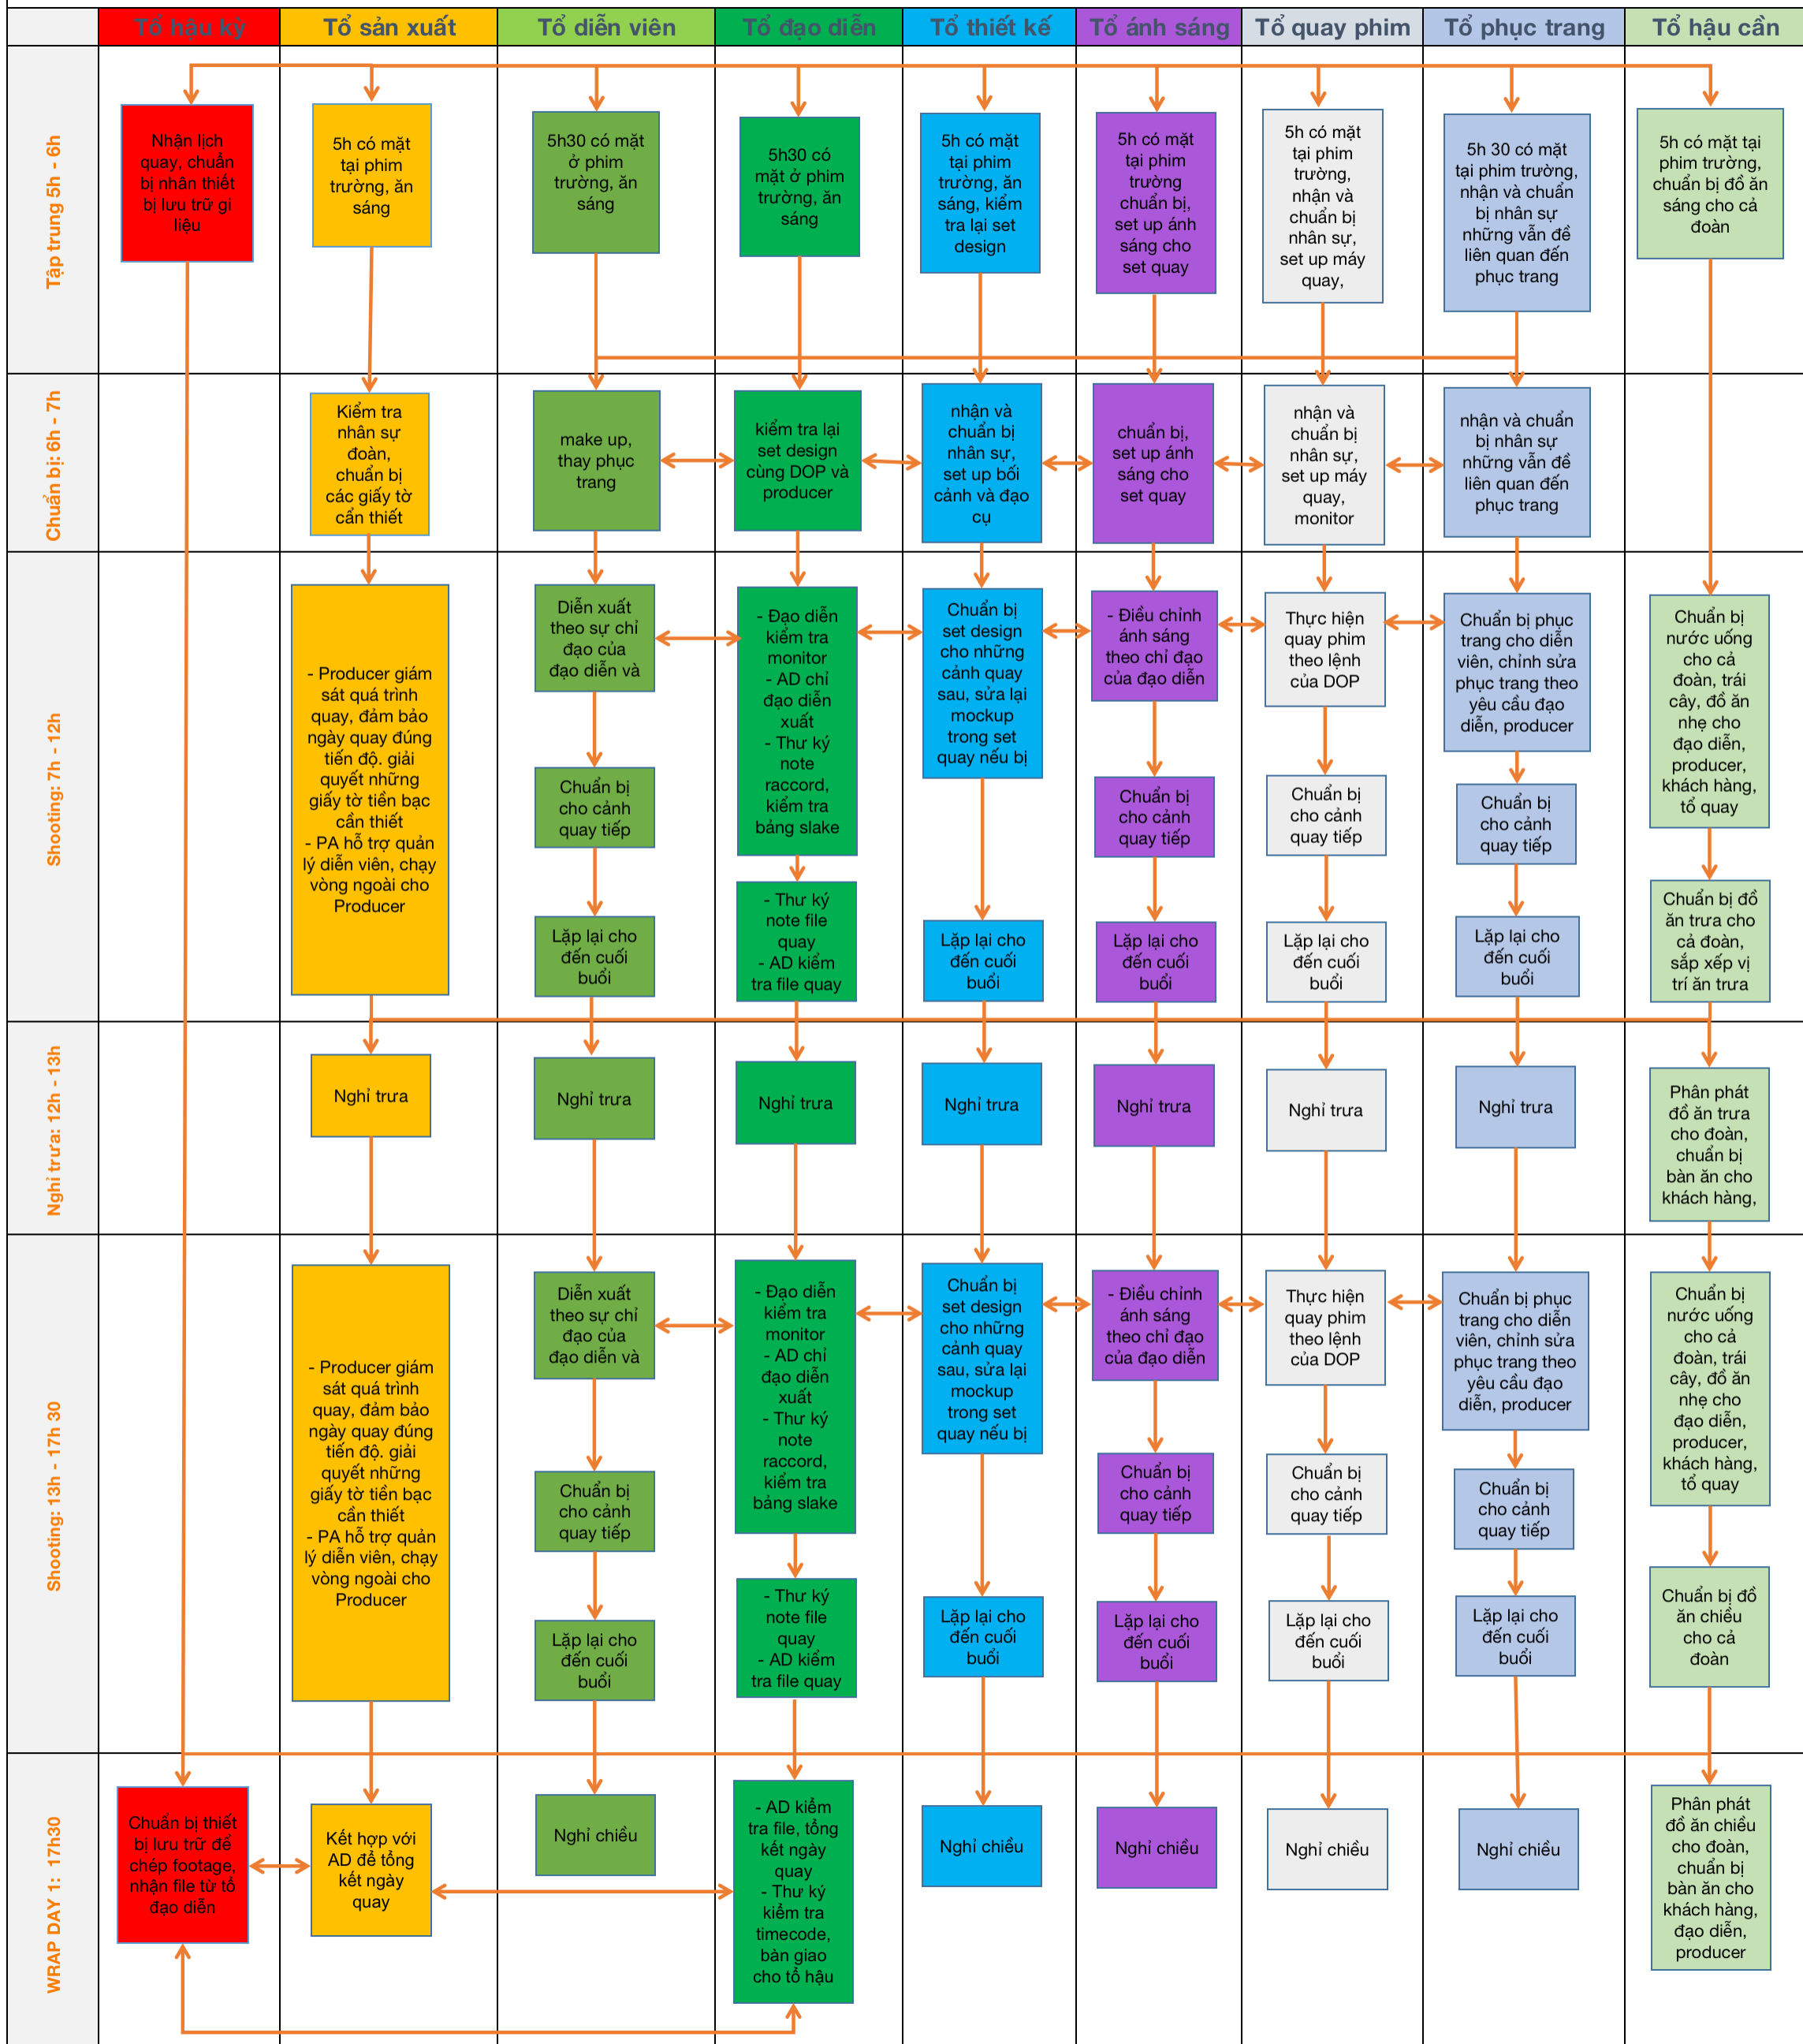 Tổ hậu kỳ
Tổ sản xuất
Tổ diễn viên
Tổ đạo diễn
Tổ thiết kế
Tổ ánh sáng
Tổ quay phim
Tổ phục trang
Tổ hậu cần
Tập trung 5h - 6h
Nhận lịch
quay, chuẩn
bị nhân thiết
bị lưu trữ gi
liệu
5h có mặt
tại phim
trường, ăn
sáng
5h30 có mặt
ở phim
trường, ăn
sáng
5h30 có
mặt ở phim
trường, ăn
sáng
5h có mặt
tại phim
trường, ăn
sáng, kiểm
tra lại set
design
5h có mặt
tại phim
trường
chuẩn bị,
set up ánh
sáng cho
set quay
5h có mặt
tại phim
trường,
nhận và
chuẩn bị
nhân sự,
set up máy
quay,
5h 30 có mặt
tại phim trường,
nhận và chuẩn
bị nhân sự
những vẫn đề
liên quan đến
phục trang
5h có mặt tại
phim trường,
chuẩn bị đồ ăn
sáng cho cả
đoàn
Chuẩn bị: 6h - 7h
Kiểm tra
nhân sự
đoàn,
chuẩn bị
các giấy tờ
cẩn thiết
make up,
thay phục
trang
kiểm tra lại
set design
cùng DOP và
producer
nhận và
chuẩn bị
nhân sự,
set up bối
cảnh và đạo
cụ
chuẩn bị,
set up ánh
sáng cho
set quay
nhận và
chuẩn bị
nhân sự,
set up máy
quay,
monitor
nhận và chuẩn
bị nhân sự
những vẫn đề
liên quan đến
phục trang
Shooting: 7h - 12h
- Producer giám
sát quá trình
quay, đảm bảo
ngày quay đúng
tiến độ. giải
quyết những
giấy tờ tiền bạc
cần thiết
- PA hỗ trợ quản
lý diễn viên, chạy
vòng ngoài cho
Producer
Diễn xuất
theo sự chỉ
đạo của
đạo diễn và
Chuẩn bị
cho cảnh
quay tiếp
Lặp lại cho
đến cuối
buổi
- Đạo diễn
kiểm tra
monitor
- AD chỉ
đạo diễn
xuất
- Thư ký
note
raccord,
kiểm tra
bảng slake
- Thư ký
note file
quay
- AD kiểm
tra file quay
Chuẩn bị
set design
cho những
cảnh quay
sau, sửa lại
mockup
trong set
quay nếu bị
Lặp lại cho
đến cuối
buổi
- Điều chỉnh
ánh sáng
theo chỉ đạo
của đạo diễn
Chuẩn bị
cho cảnh
quay tiếp
Lặp lại cho
đến cuối
buổi
Thực hiện
quay phim
theo lệnh
của DOP
Chuẩn bị
cho cảnh
quay tiếp
Lặp lại cho
đến cuối
buổi
Chuẩn bị phục
trang cho diễn
viên, chỉnh sửa
phục trang theo
yêu cầu đạo
diễn, producer
Chuẩn bị
cho cảnh
quay tiếp
Lặp lại cho
đến cuối
buổi
Chuẩn bị
nước uống
cho cả
đoàn, trái
cây, đồ ăn
nhẹ cho
đạo diễn,
producer,
khách hàng,
tổ quay
Chuẩn bị đồ
ăn trưa cho
cả đoàn,
sắp xếp vị
trí ăn trưa
Nghỉ trưa: 12h - 13h
Nghỉ trưa
Nghỉ trưa
Nghỉ trưa
Nghỉ trưa
Nghỉ trưa
Nghỉ trưa
Nghỉ trưa
Phân phát
đồ ăn trưa
cho đoàn,
chuẩn bị
bàn ăn cho
khách hàng,
Shooting: 13h - 17h 30
- Producer giám
sát quá trình
quay, đảm bảo
ngày quay đúng
tiến độ. giải
quyết những
giấy tờ tiền bạc
cần thiết
- PA hỗ trợ quản
lý diễn viên, chạy
vòng ngoài cho
Producer
Diễn xuất
theo sự chỉ
đạo của
đạo diễn và
Chuẩn bị
cho cảnh
quay tiếp
Lặp lại cho
đến cuối
buổi
- Đạo diễn
kiểm tra
monitor
- AD chỉ
đạo diễn
xuất
- Thư ký
note
raccord,
kiểm tra
bảng slake
- Thư ký
note file
quay
- AD kiểm
tra file quay
Chuẩn bị
set design
cho những
cảnh quay
sau, sửa lại
mockup
trong set
quay nếu bị
Lặp lại cho
đến cuối
buổi
- Điều chỉnh
ánh sáng
theo chỉ đạo
của đạo diễn
Chuẩn bị
cho cảnh
quay tiếp
Lặp lại cho
đến cuối
buổi
Thực hiện
quay phim
theo lệnh
của DOP
Chuẩn bị
cho cảnh
quay tiếp
Lặp lại cho
đến cuối
buổi
Chuẩn bị phục
trang cho diễn
viên, chỉnh sửa
phục trang theo
yêu cầu đạo
diễn, producer
Chuẩn bị
cho cảnh
quay tiếp
Lặp lại cho
đến cuối
buổi
Chuẩn bị
nước uống
cho cả
đoàn, trái
cây, đồ ăn
nhẹ cho
đạo diễn,
producer,
khách hàng,
tổ quay
Chuẩn bị đồ
ăn chiều
cho cả
đoàn
WRAP DAY 1: 17h30
Chuẩn bị thiết
bị lưu trữ để
chép footage,
nhận file từ tổ
đạo diễn
Kết hợp với
AD để tổng
kết ngày
quay
Nghỉ chiều
- AD kiểm
tra file, tổng
kết ngày
quay
- Thư ký
kiểm tra
timecode,
bàn giao
cho tổ hậu
Nghỉ chiều
Nghỉ chiều
Nghỉ chiều
Nghỉ chiều
Phân phát
đồ ăn chiều
cho đoàn,
chuẩn bị
bàn ăn cho
khách hàng,
đạo diễn,
producer